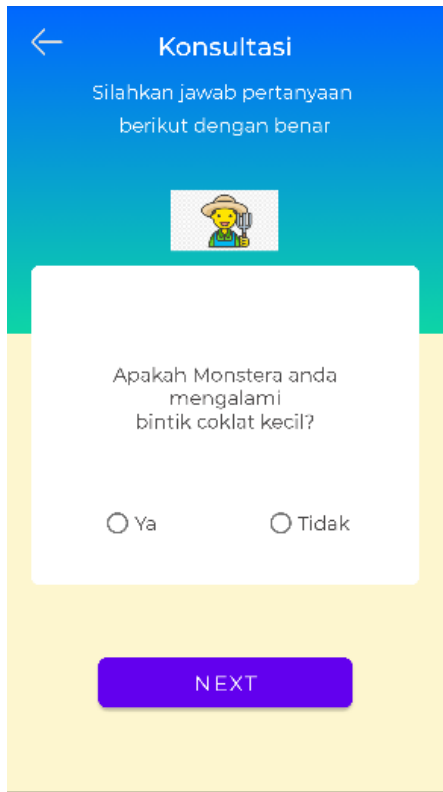 Konsultasi
Silahkan jawab pertanyaan
berikut dengan benar
Apakah Monstera anda
mengalami
bintik coklat kecil?
Ya
Tidak
NEXT